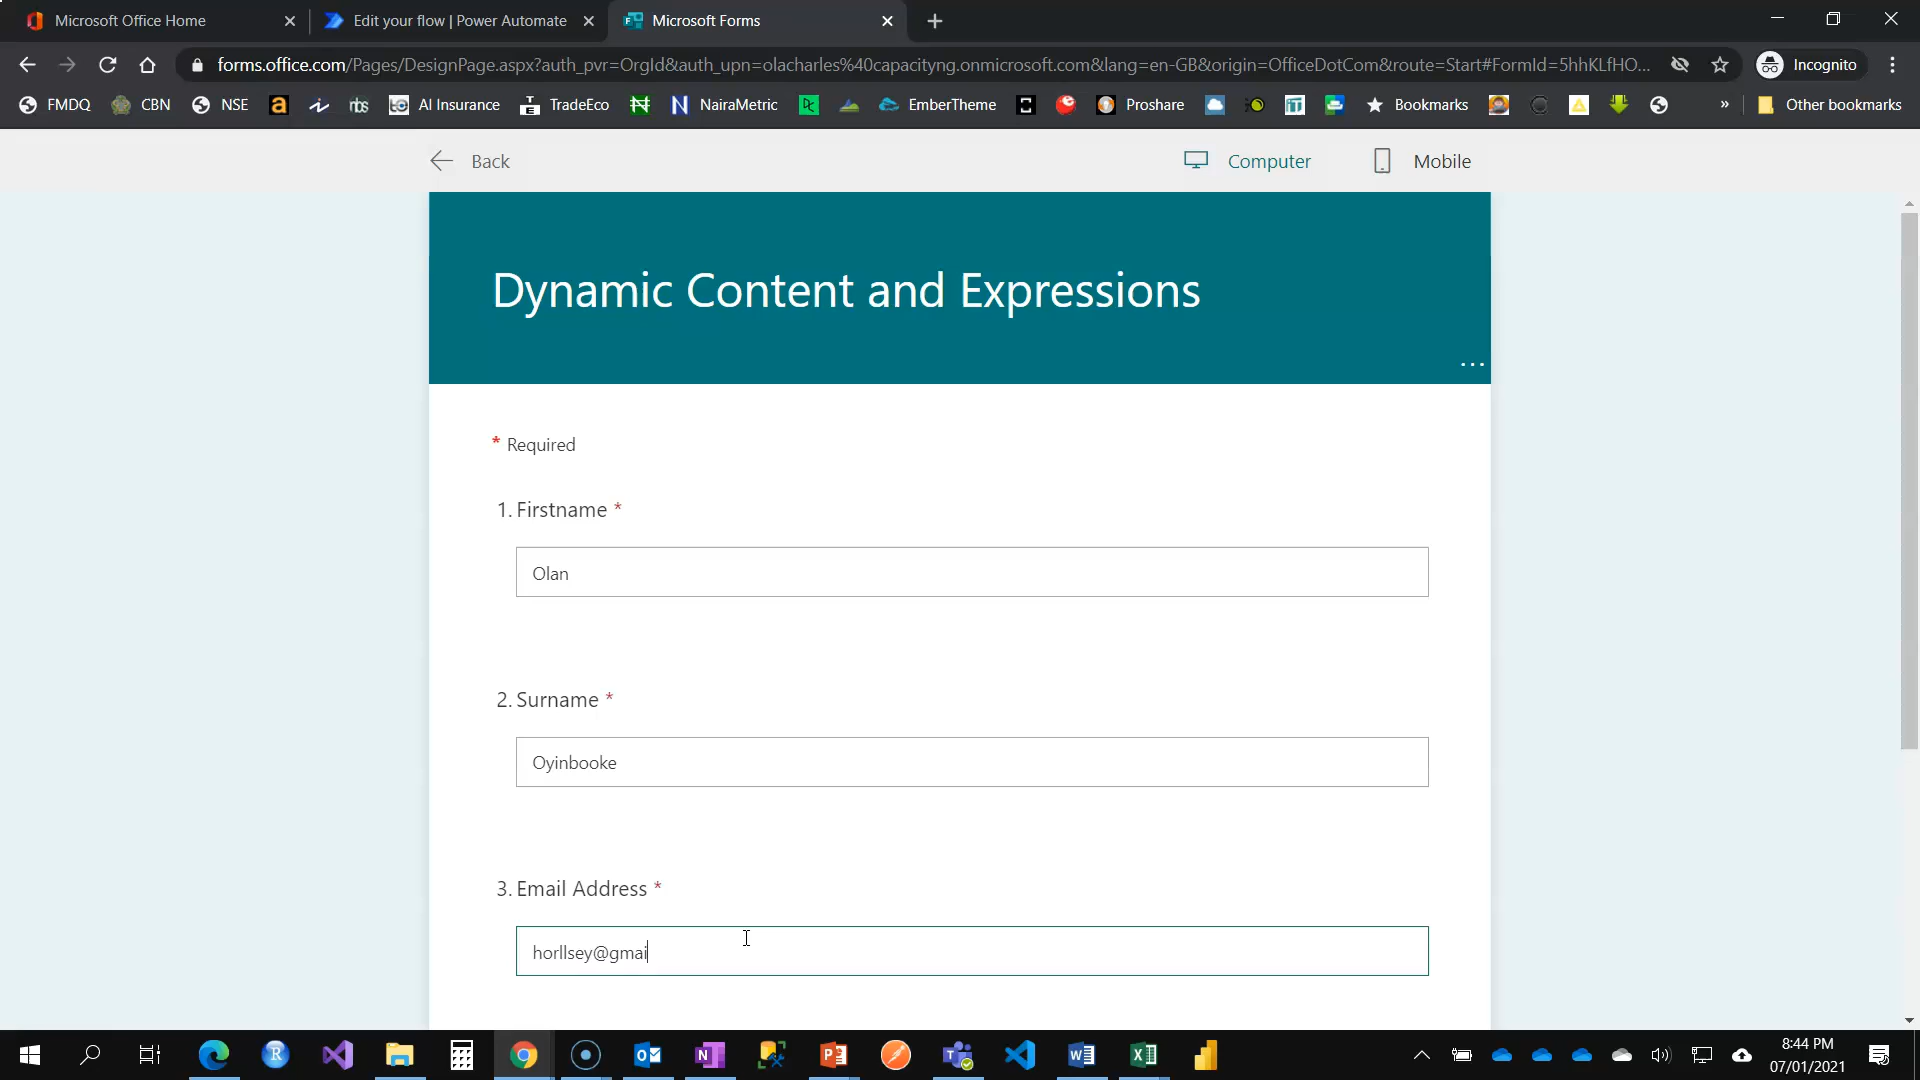 Microsoft Office Home
Edit your flow | Power Automate
Microsoft Forms
forms.office.com/Pages/DesignPage.aspx?auth_pvr=OrgId&auth_upn=olacharles%40capacityng.onmicrosoft.com&lang=en-GB&origin=OfficeDotCom&route=Start#FormId=5hhKLfHO...
Incognito
FMDQ
CBN
NSE
AI Insurance
TradeEco
NairaMetric
EmberTheme
Proshare
Bookmarks
»
Other bookmarks
Back
Computer
Mobile
Dynamic Content and Expressions
...
* Required
1. Firstname *
Olan
2. Surname *
Oyinbooke
3. Email Address *
horllsey@gmai
8:44 PM
07/01/2021